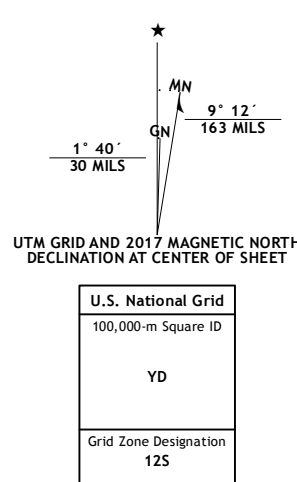 ★
MN
GN
9° 12´
163 MILS
1° 40´
30 MILS
UTM GRID AND 2017 MAGNETIC NORTH
DECLINATION AT CENTER OF SHEET
U.S. National Grid
100,000-m Square ID
YD
Grid Zone Designation
12S